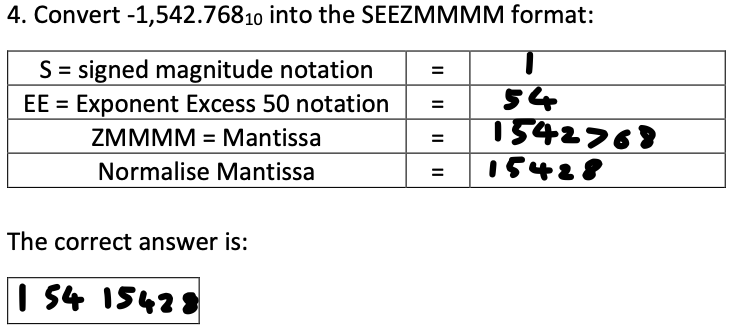 4. Convert -1,542.768₁₀ into the SEEZMMMM format:
S = signed magnitude notation = 1
EE = Exponent Excess 50 notation = 54
ZMMMM = Mantissa = 1542768
Normalise Mantissa = 15428
The correct answer is:
1 54 15428